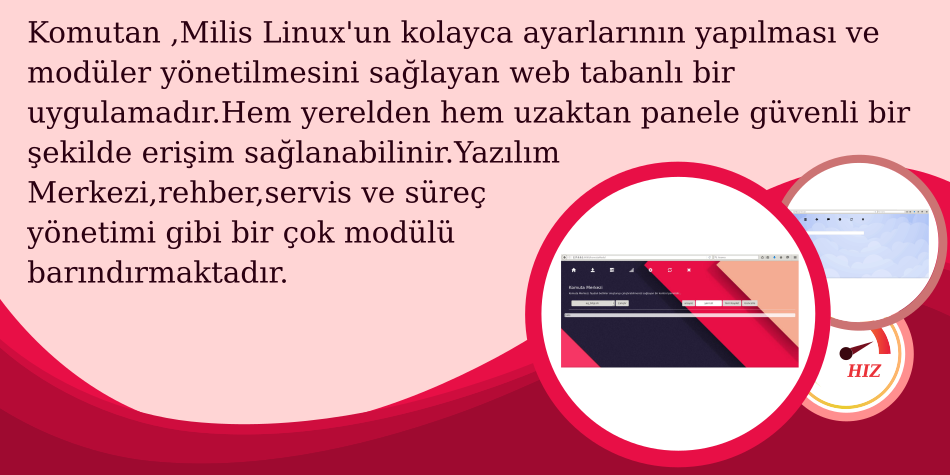 Komutan ,Milis Linux'un kolayca ayarlarının yapılması ve
modüler yönetilmesini sağlayan web tabanlı bir
uygulamadır.Hem yerelden hem uzaktan panele güvenli bir
şekilde erişim sağlanabilinir.Yazılım
Merkezi,rehber,servis ve süreç
yönetimi gibi bir çok modülü
barındırmaktadır.
Komuta Merkezi
HIZ